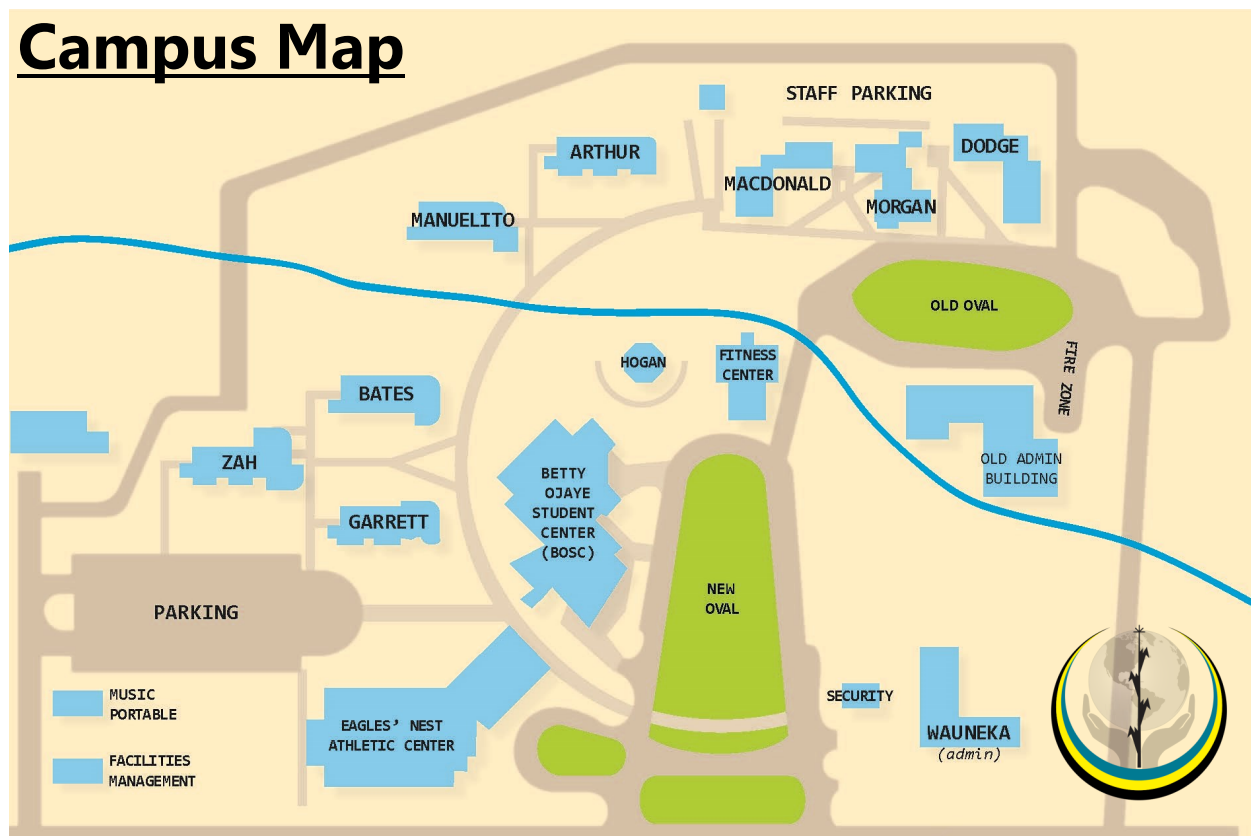 Campus Map
STAFF PARKING
ARTHUR
DODGE
MACDONALD
MORGAN
MANUELITO
OLD OVAL
HOGAN
FITNESS
CENTER
FIRE ZONE
BATES
ZAH
OLD ADMIN
BUILDING
BETTY
OJAYE
STUDENT
CENTER
(BOSC)
GARRETT
NEW
OVAL
PARKING
MUSIC
PORTABLE
SECURITY
EAGLES’ NEST
ATHLETIC CENTER
WAUNEKA
(admin)
FACILITIES
MANAGEMENT